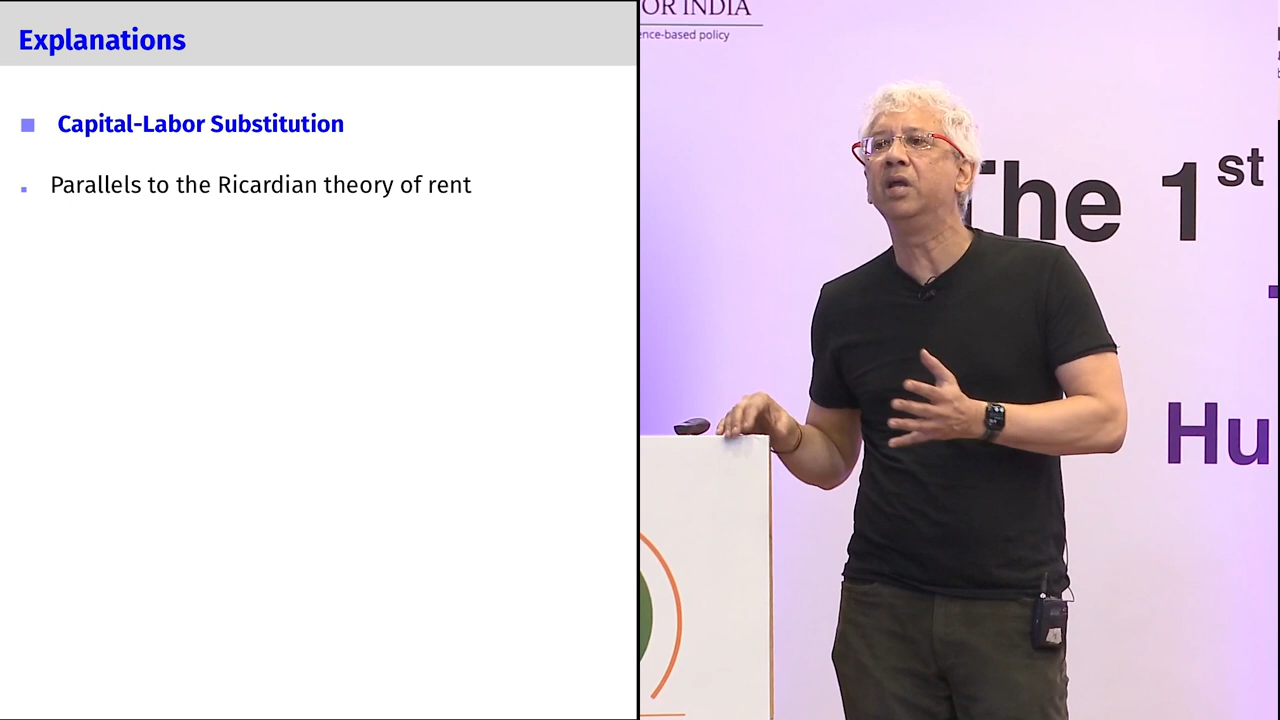 Explanations
Capital-Labor Substitution
Parallels to the Ricardian theory of rent
OR INDIA
ence-based policy
The 1st
Hu